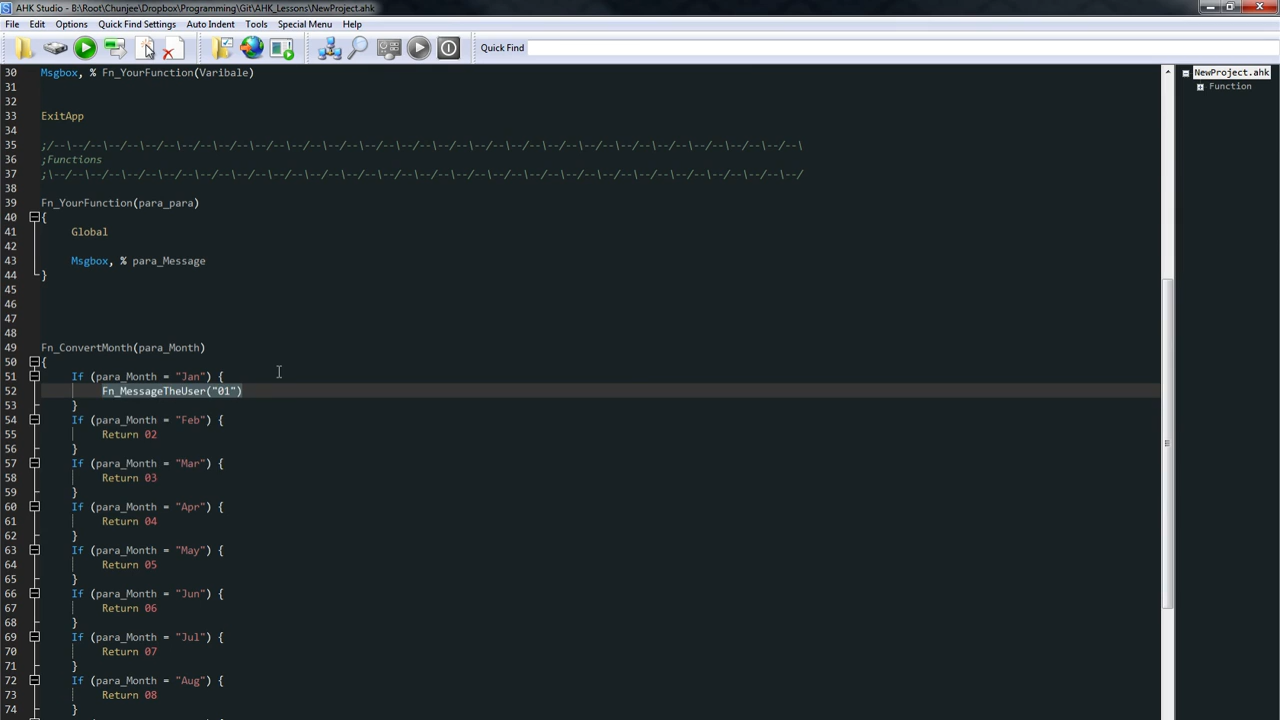 AHK Studio - B:\Root\Chunjee\Dropbox\Programming\Git\AHK_Lessons\NewProject.ahk
File Edit Options Quick Find Settings Auto Indent Tools Special Menu Help
Quick Find
30 Msgbox, % Fn_YourFunction(Varibale)
31
32
33 ExitApp
34
35 ;/--\--/--\--/--\--/--\--/--\--/--\--/--\--/--\--/--\--/--\--/--\--/--\--/--\--/--\--/--\--/--\--/--\--/--\--/--\--/--\--/--\
36 ;Functions
37 ;\--/--\--/--\--/--\--/--\--/--\--/--\--/--\--/--\--/--\--/--\--/--\--/--\--/--\--/--\--/--\--/--\--/--\--/--\--/--\--/--\--/
38
39 Fn_YourFunction(para_para)
40 {
41 Global
42
43 Msgbox, % para_Message
44 }
45
46
47
48
49 Fn_ConvertMonth(para_Month)
50 {
51 If (para_Month = "Jan") {
52 Fn_MessageTheUser("01")
53 }
54 If (para_Month = "Feb") {
55 Return 02
56 }
57 If (para_Month = "Mar") {
58 Return 03
59 }
60 If (para_Month = "Apr") {
61 Return 04
62 }
63 If (para_Month = "May") {
64 Return 05
65 }
66 If (para_Month = "Jun") {
67 Return 06
68 }
69 If (para_Month = "Jul") {
70 Return 07
71 }
72 If (para_Month = "Aug") {
73 Return 08
74 }
NewProject.ahk
Function